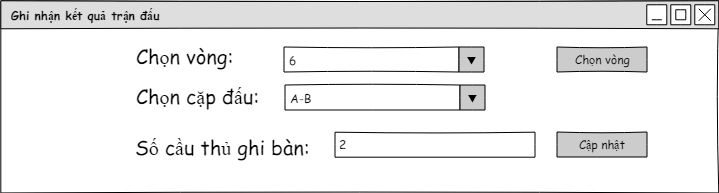 Ghi nhận kết quả trận đấu
Chọn vòng: 6 Chọn vòng
Chọn cặp đấu: A-B
Số cầu thủ ghi bàn: 2 Cập nhật